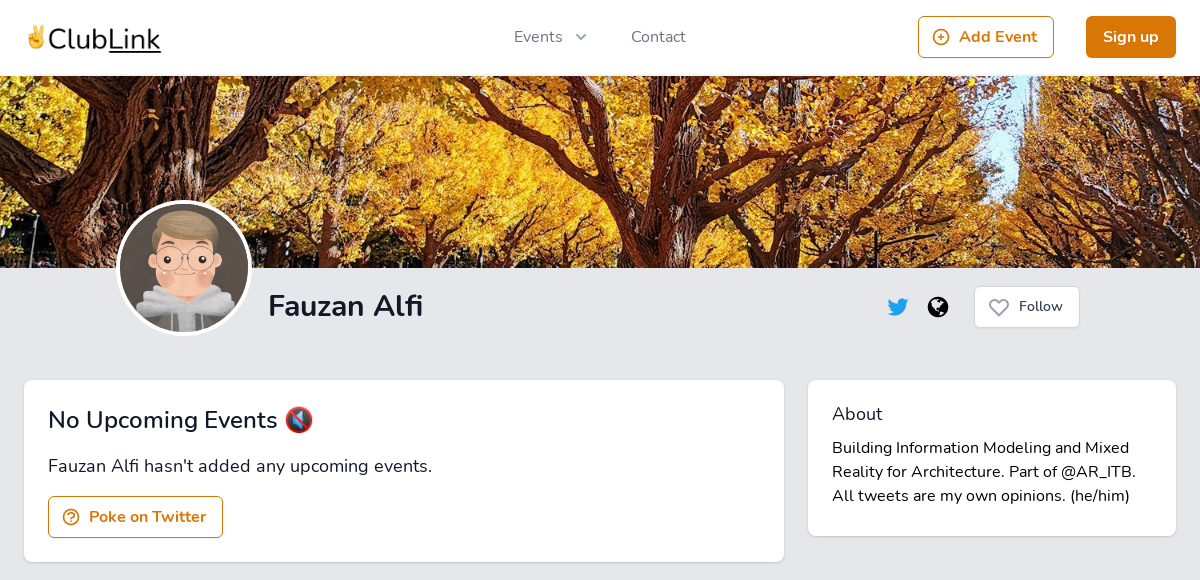 ClubLink
Events
Contact
Add Event
Sign up
Fauzan Alfi
Follow
No Upcoming Events
Fauzan Alfi hasn't added any upcoming events.
Poke on Twitter
About
Building Information Modeling and Mixed
Reality for Architecture. Part of @AR_ITB.
All tweets are my own opinions. (he/him)